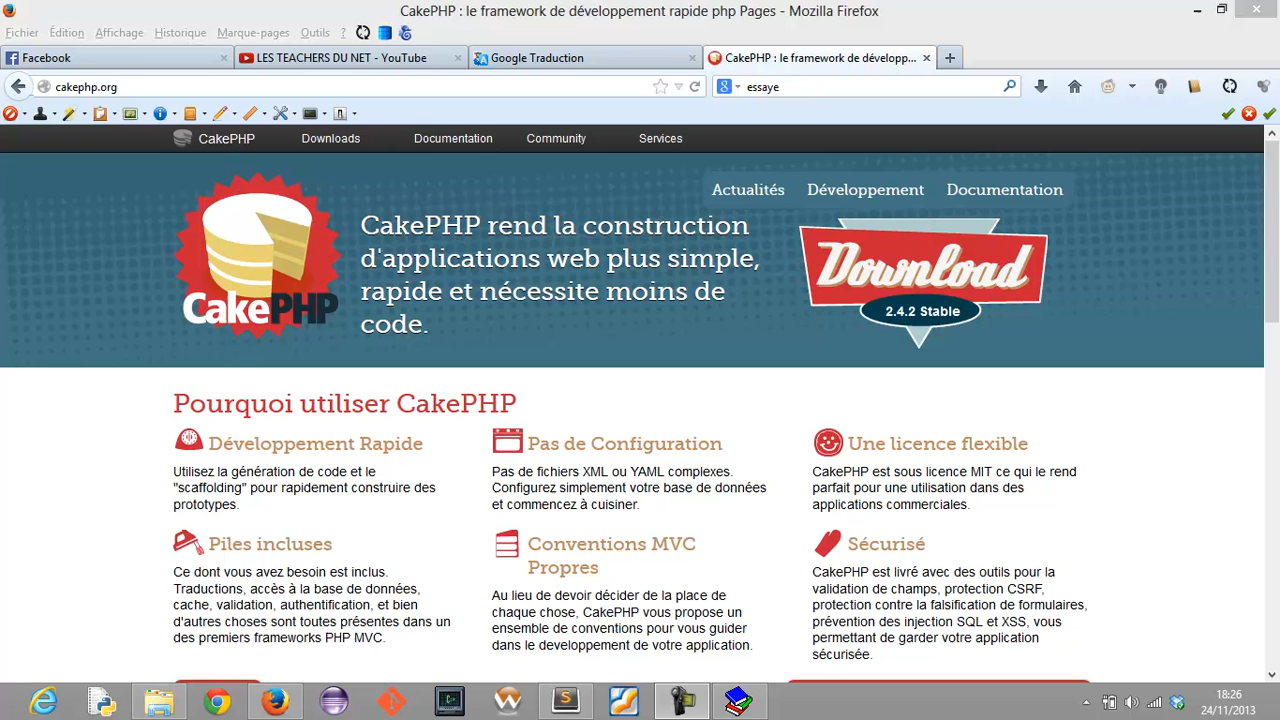 CakePHP : le framework de développement rapide php Pages - Mozilla Firefox
Fichier Édition Affichage Historique Marque-pages Outils ?
Facebook × LES TEACHERS DU NET - YouTube × Google Traduction × CakePHP : le framework de développ... × +
cakephp.org essaye
CakePHP Downloads Documentation Community Services
Actualités Développement Documentation
CakePHP rend la construction
d'applications web plus simple,
rapide et nécessite moins de
code.
CakePHP
Download
2.4.2 Stable
Pourquoi utiliser CakePHP
Développement Rapide
Utilisez la génération de code et le
"scaffolding" pour rapidement construire des
prototypes.
Pas de Configuration
Pas de fichiers XML ou YAML complexes.
Configurez simplement votre base de données
et commencez à cuisiner.
Une licence flexible
CakePHP est sous licence MIT ce qui le rend
parfait pour une utilisation dans des
applications commerciales.
Piles incluses
Ce dont vous avez besoin est inclus.
Traductions, accès à la base de données,
cache, validation, authentification, et bien
d'autres choses sont toutes présentes dans un
des premiers frameworks PHP MVC.
Conventions MVC
Propres
Au lieu de devoir décider de la place de
chaque chose, CakePHP vous propose un
ensemble de conventions pour vous guider
dans le developpement de votre application.
Sécurisé
CakePHP est livré avec des outils pour la
validation de champs, protection CSRF,
protection contre la falsification de formulaires,
prévention des injection SQL et XSS, vous
permettant de garder votre application
sécurisée.
18:26
24/11/2013